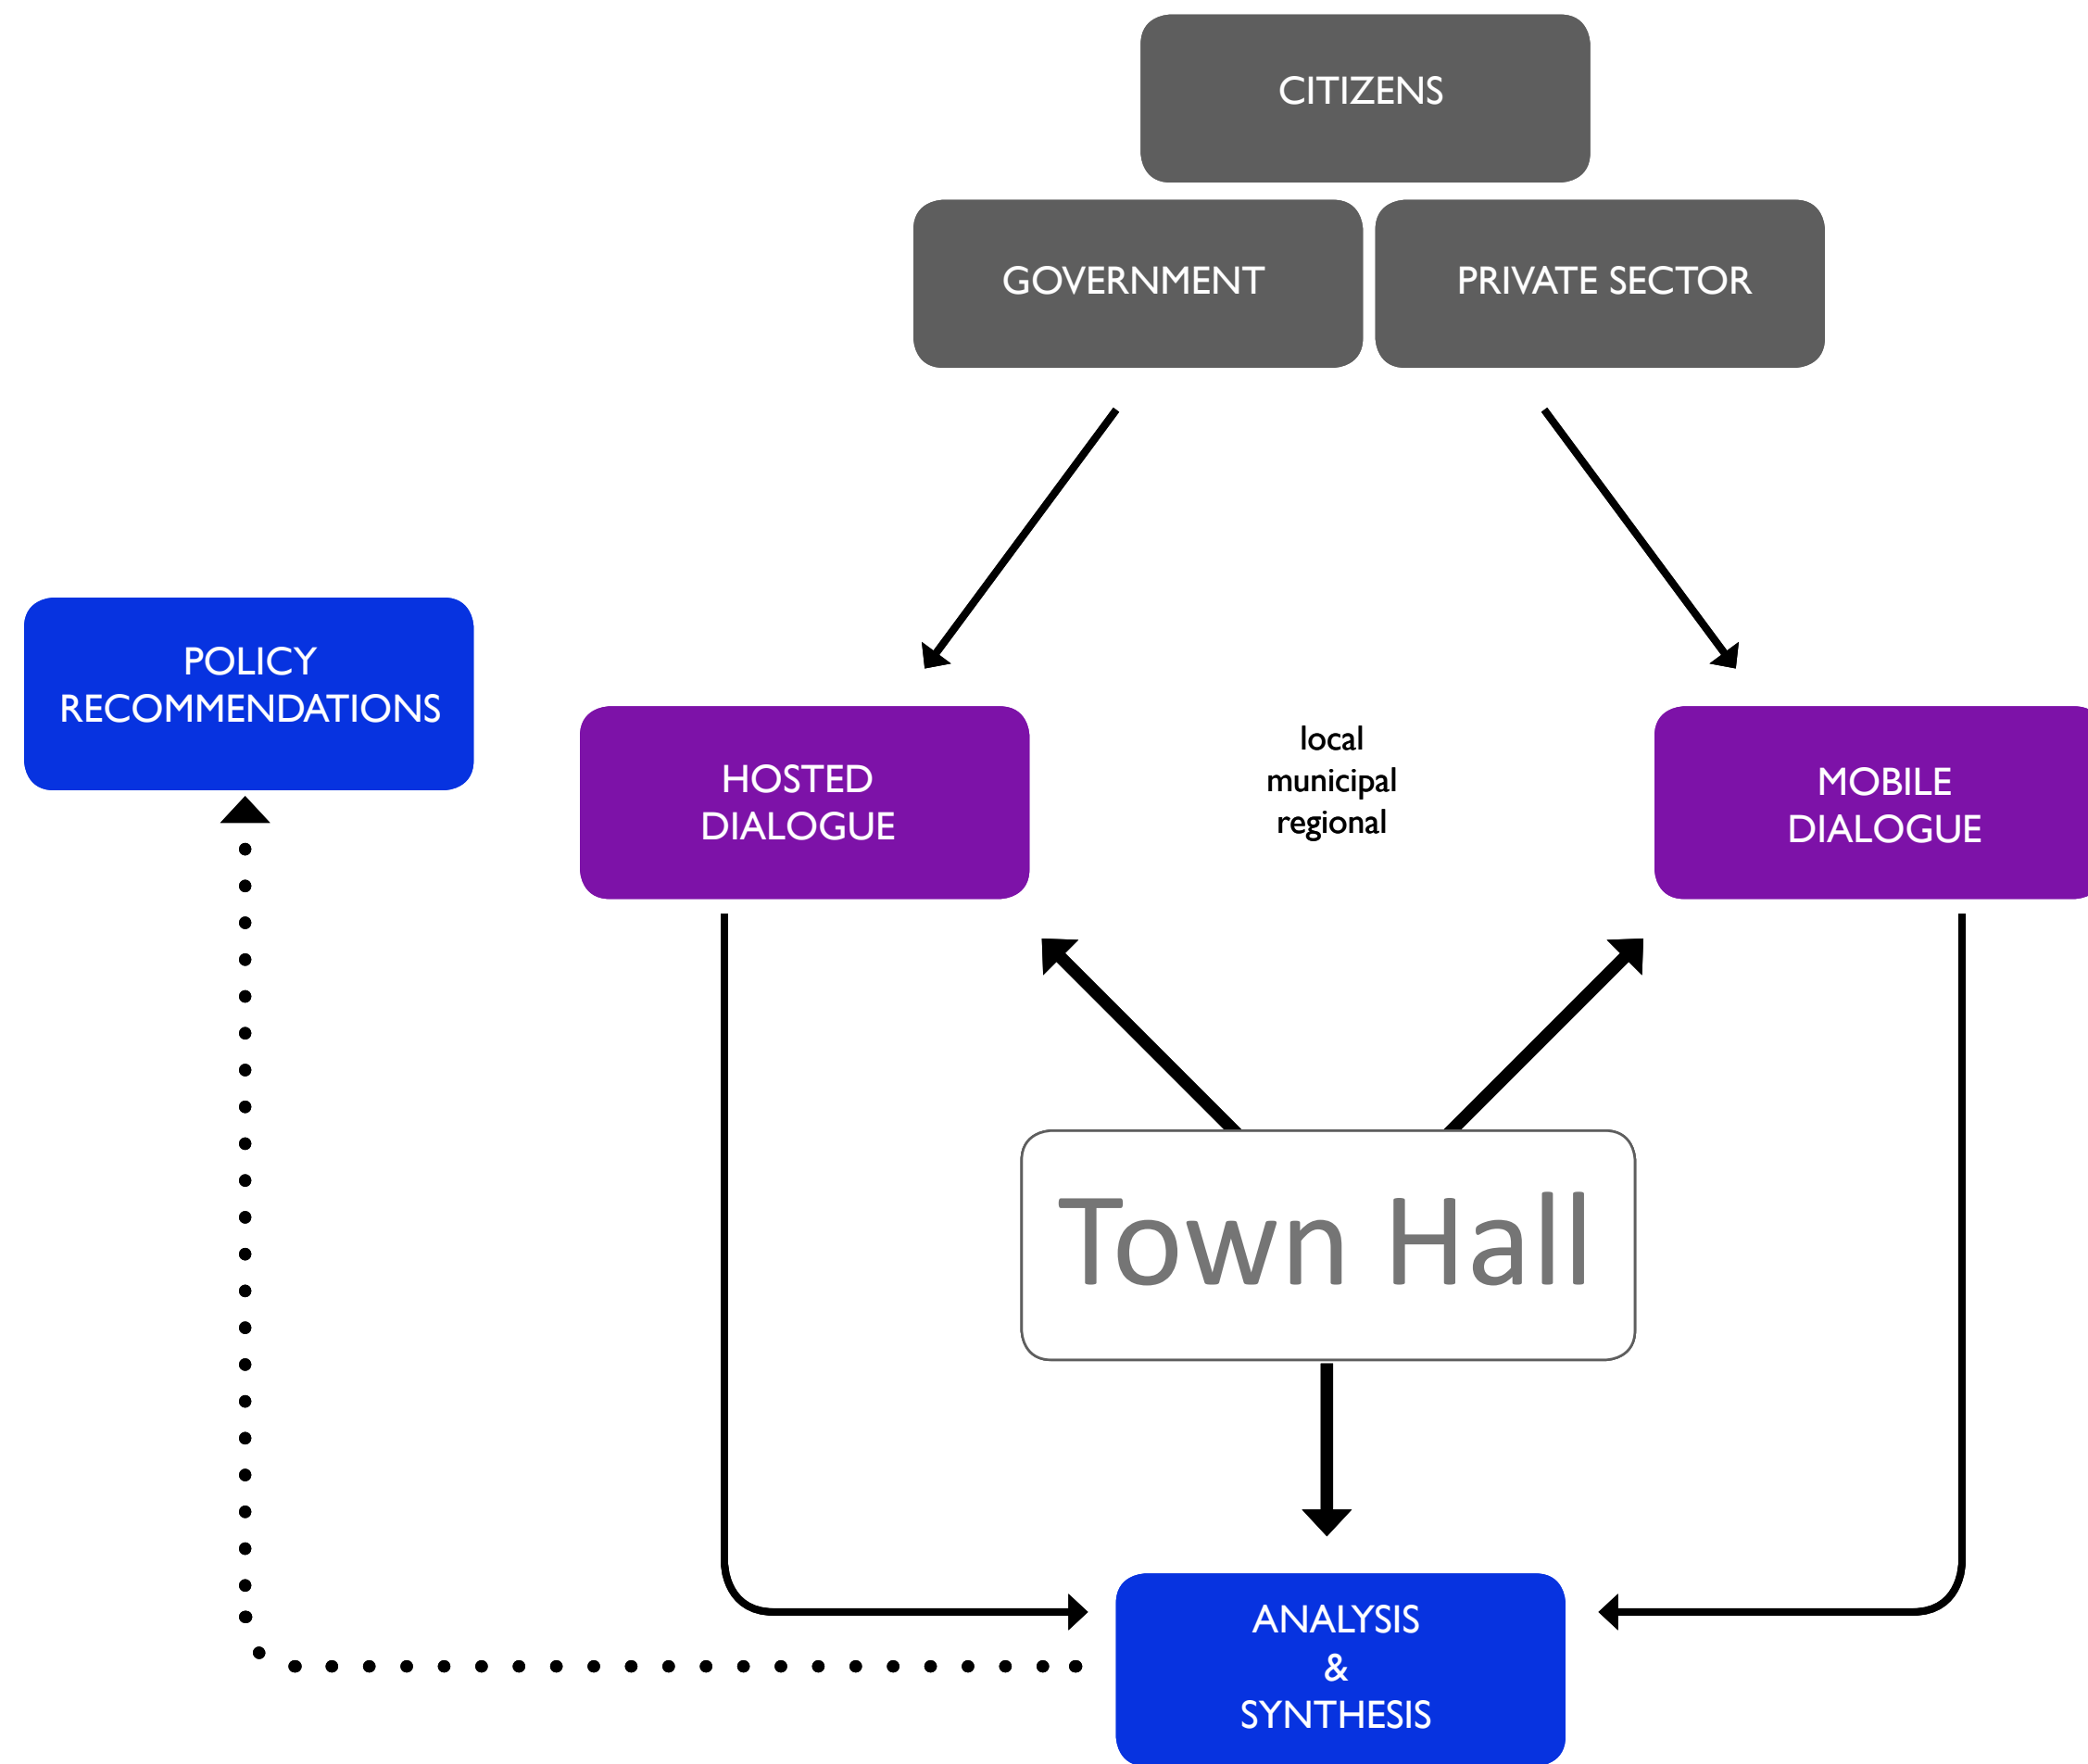 CITIZENS
GOVERNMENT
PRIVATE SECTOR
POLICY
RECOMMENDATIONS
HOSTED
DIALOGUE
local
municipal
regional
MOBILE
DIALOGUE
Town Hall
ANALYSIS
&
SYNTHESIS